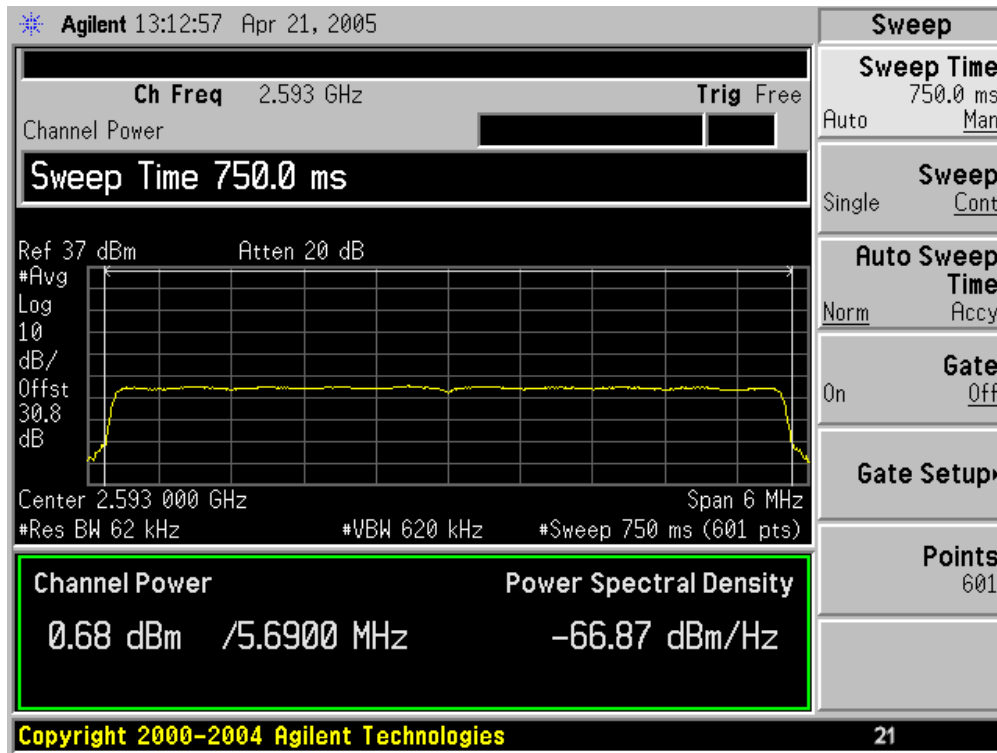 Agilent 13:12:57 Apr 21, 2005
Sweep
Ch Freq 2.593 GHz
Trig Free
Channel Power
Sweep Time 750.0 ms
Ref 37 dBm
Atten 20 dB
#Avg
Log
10
dB/
Offst
30.8
dB
Center 2.593 000 GHz
Span 6 MHz
#Res BW 62 kHz
#VBW 620 kHz
#Sweep 750 ms (601 pts)
Channel Power
Power Spectral Density
0.68 dBm /5.6900 MHz
-66.87 dBm/Hz
Sweep Time
750.0 ms
Auto Man
Sweep
Single Cont
Auto Sweep
Time
Norm Accy
Gate
On Off
Gate Setup
Points
601
Copyright 2000-2004 Agilent Technologies
21